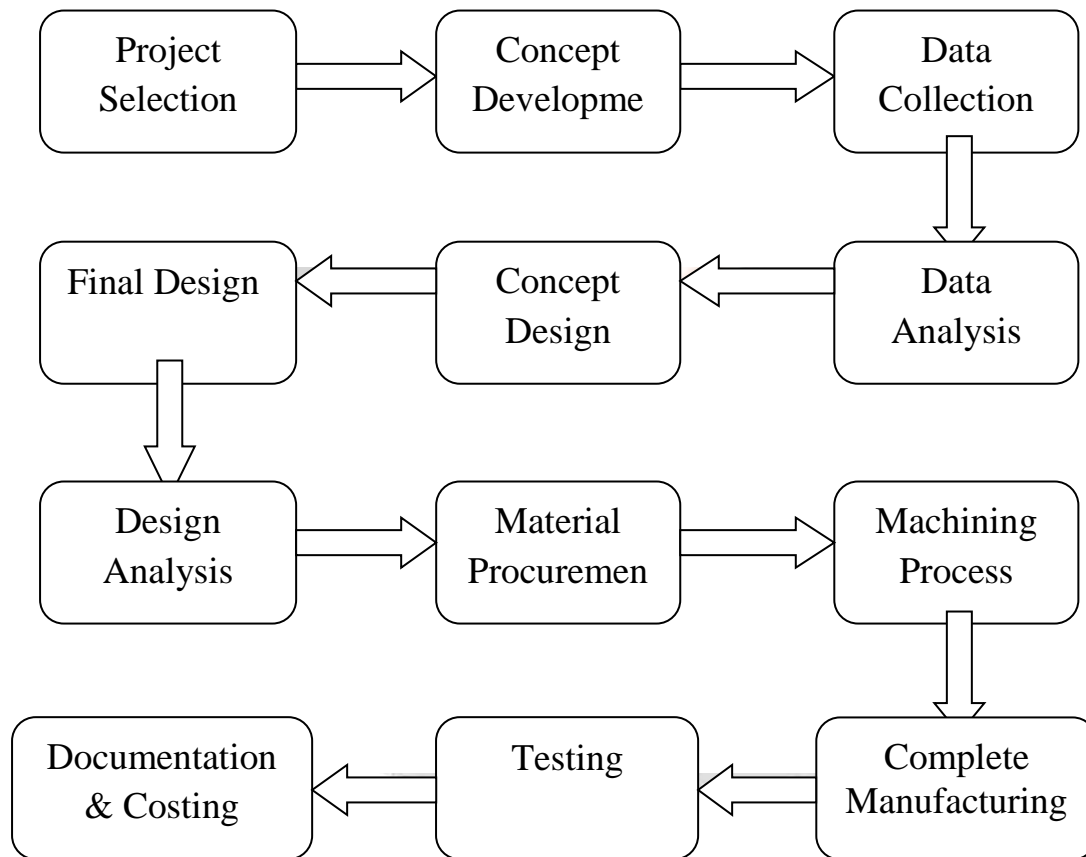 Project
Selection
Concept
Developme
Data
Collection
Final Design
Concept
Design
Data
Analysis
Design
Analysis
Material
Procuremen
Machining
Process
Documentation
& Costing
Testing
Complete
Manufacturing